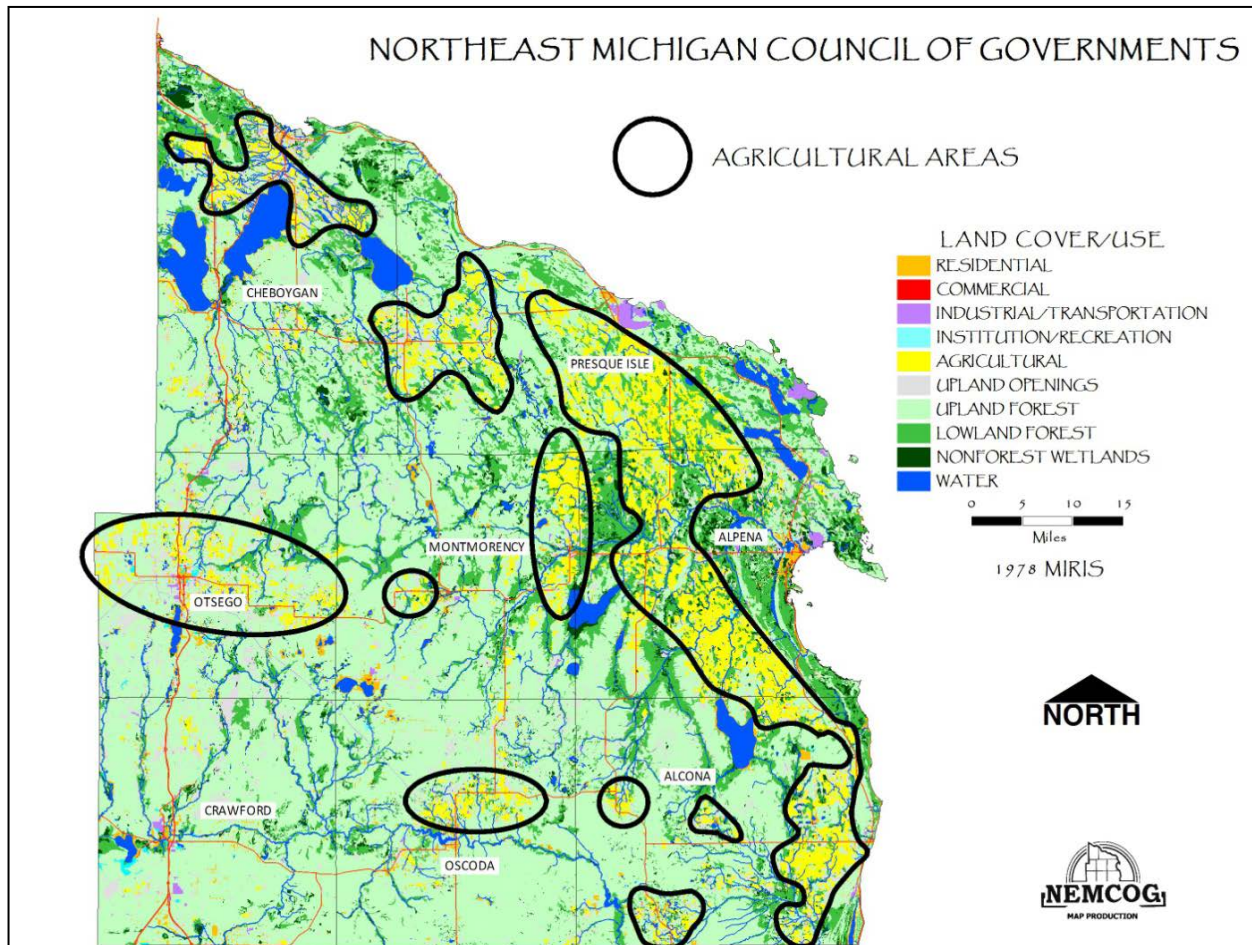 NORTHEAST MICHIGAN COUNCIL OF GOVERNMENTS
AGRICULTURAL AREAS
LAND COVER/USE
RESIDENTIAL
COMMERCIAL
INDUSTRIAL/TRANSPORTATION
INSTITUTION/RECREATION
AGRICULTURAL
UPLAND OPENINGS
UPLAND FOREST
LOWLAND FOREST
NONFOREST WETLANDS
WATER
0 5 10 15
Miles
1978 MIRIS
CHEBOYGAN
PRESQUE ISLE
MONTMORENCY
ALPENA
OTSEGO
ALCONA
CRAWFORD
OSCODA
NORTH
NEMCOG
MAP PRODUCTION